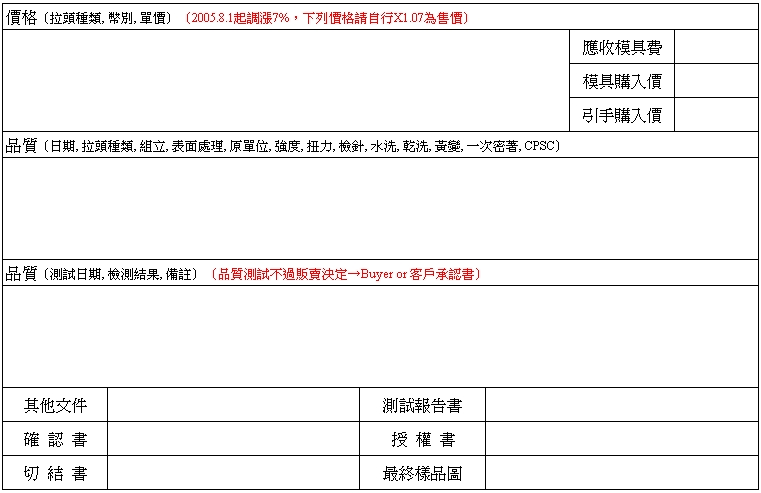 價格〔拉頭種類, 幣別, 單價〕〔2005.8.1起調漲7%，下列價格請自行X1.07為售價〕
應收模具費
模具購入價
引手購入價
品質〔日期, 拉頭種類, 組立, 表面處理, 原單位, 強度, 扭力, 檢針, 水洗, 乾洗, 黃變, 一次密著, CPSC〕
品質〔測試日期, 檢測結果, 備註〕〔品質測試不過販賣決定→Buyer or 客戶承認書〕
其他文件 測試報告書
確 認 書 授 權 書
切 結 書 最終樣品圖